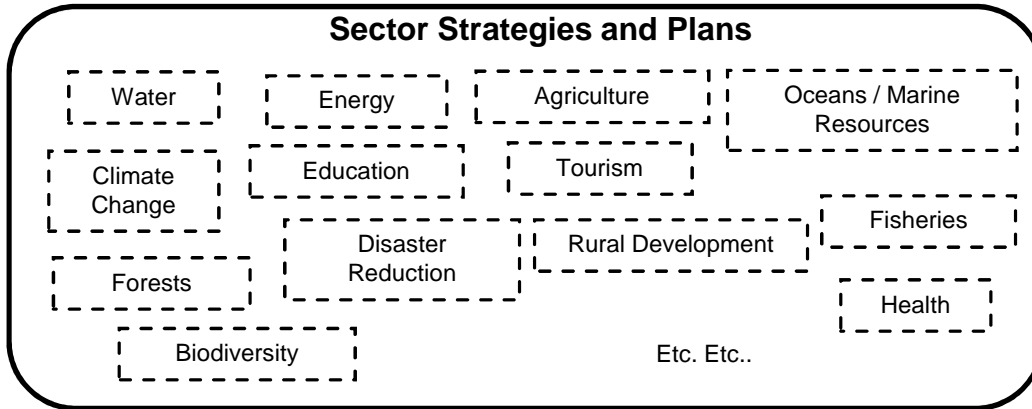 Sector Strategies and Plans
Water
Energy
Agriculture
Oceans / Marine
Resources
Climate
Change
Education
Tourism
Fisheries
Disaster
Reduction
Rural Development
Forests
Health
Biodiversity
Etc. Etc..